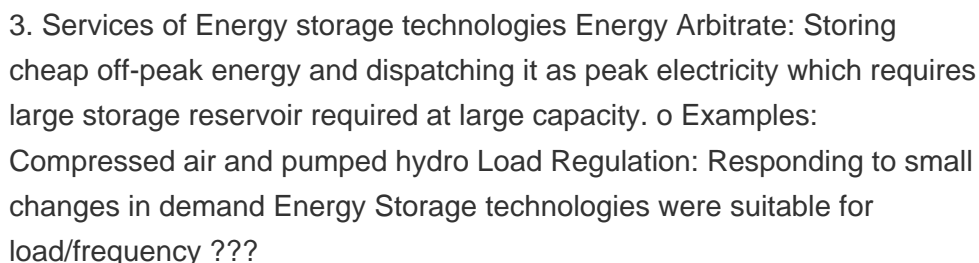 3. Services of Energy storage technologies Energy Arbitrate: Storing
cheap off-peak energy and dispatching it as peak electricity which requires
large storage reservoir required at large capacity. o Examples:
Compressed air and pumped hydro Load Regulation: Responding to small
changes in demand Energy Storage technologies were suitable for
load/frequency ???